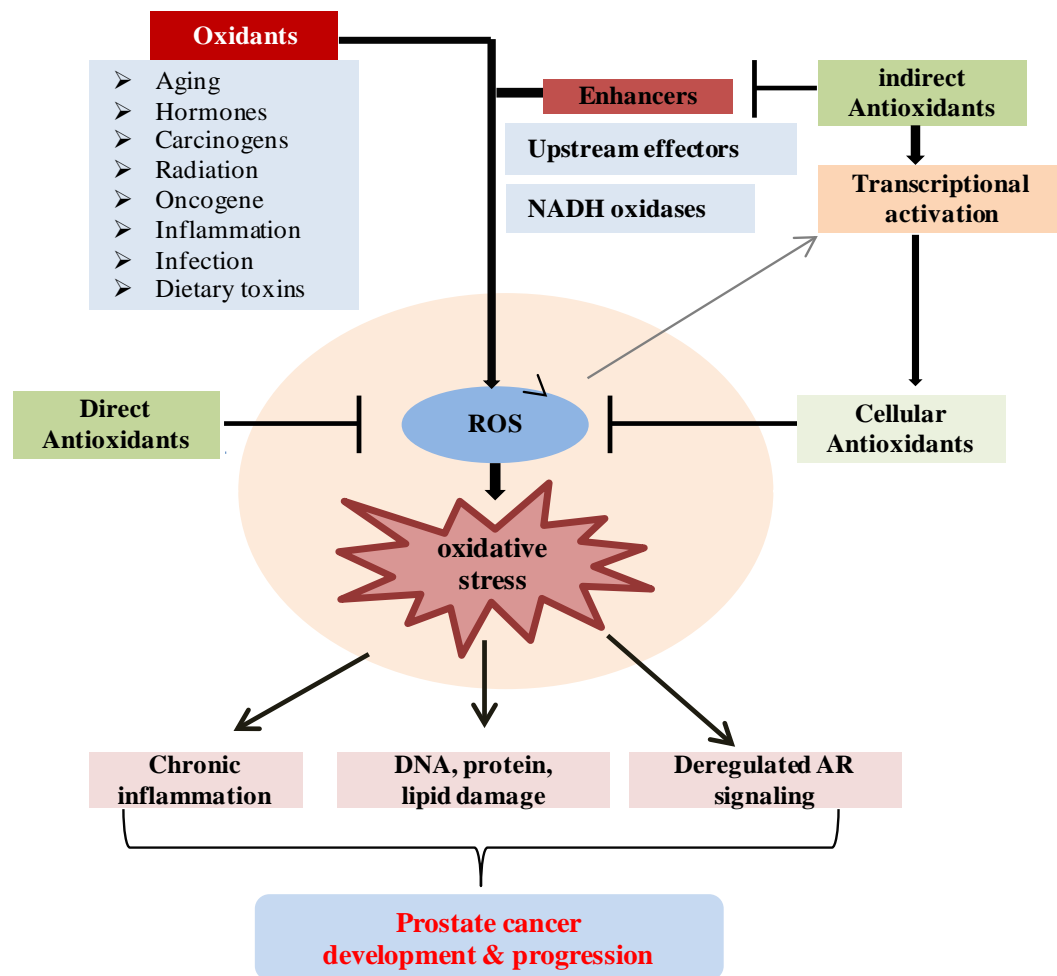 Oxidants
Aging
Hormones
Carcinogens
Radiation
Oncogene
Inflammation
Infection
Dietary toxins
Enhancers
Upstream effectors
NADH oxidases
indirect
Antioxidants
Transcriptional
activation
Direct
Antioxidants
ROS
Cellular
Antioxidants
oxidative
stress
Chronic
inflammation
DNA, protein,
lipid damage
Deregulated AR
signaling
Prostate cancer
development & progression